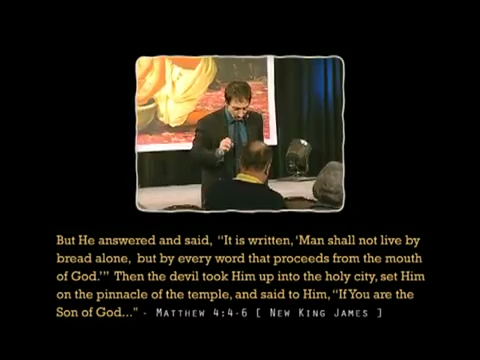 But He answered and said, “It is written, ‘Man shall not live by
bread alone, but by every word that proceeds from the mouth
of God.’” Then the devil took Him up into the holy city, set Him
on the pinnacle of the temple, and said to Him, “If You are the
Son of God...” - Matthew 4:4-6 [ New King James ]